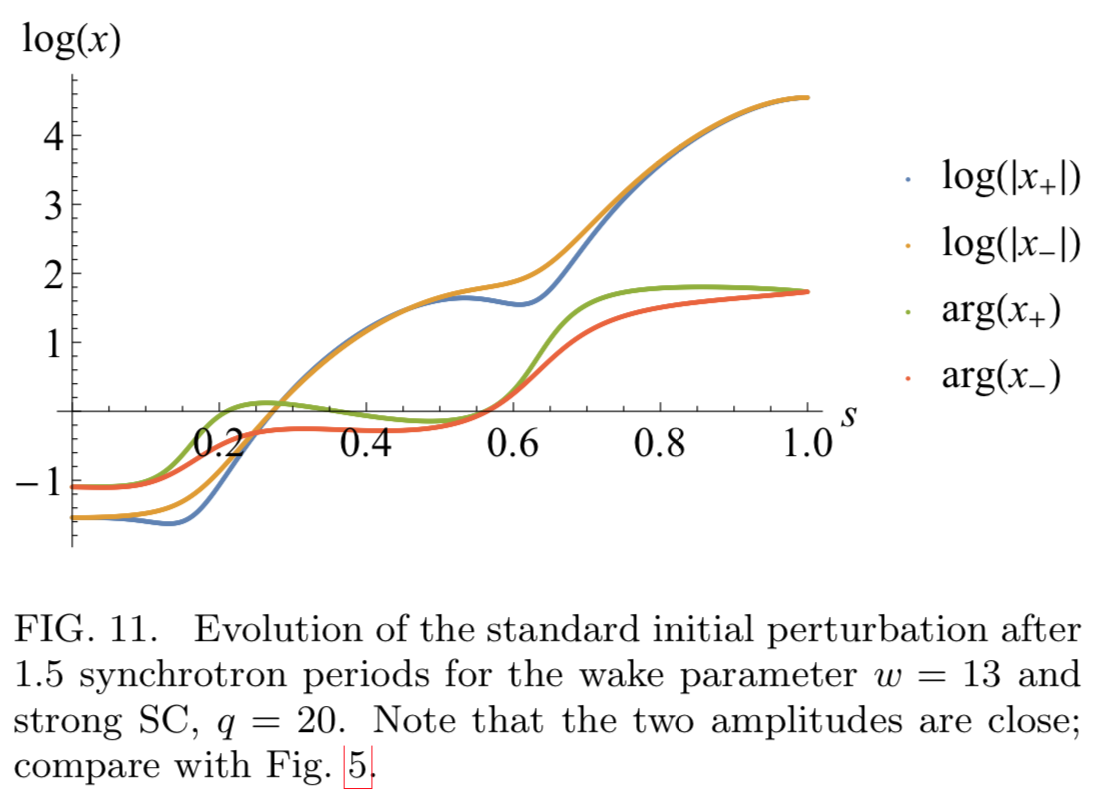 log(x)
4
3
2
1
−1
0.2 0.4 0.6 0.8 1.0
s
log(|x₊|)
log(|x₋|)
arg(x₊)
arg(x₋)
FIG. 11. Evolution of the standard initial perturbation after
1.5 synchrotron periods for the wake parameter w = 13 and
strong SC, q = 20. Note that the two amplitudes are close;
compare with Fig. 5.